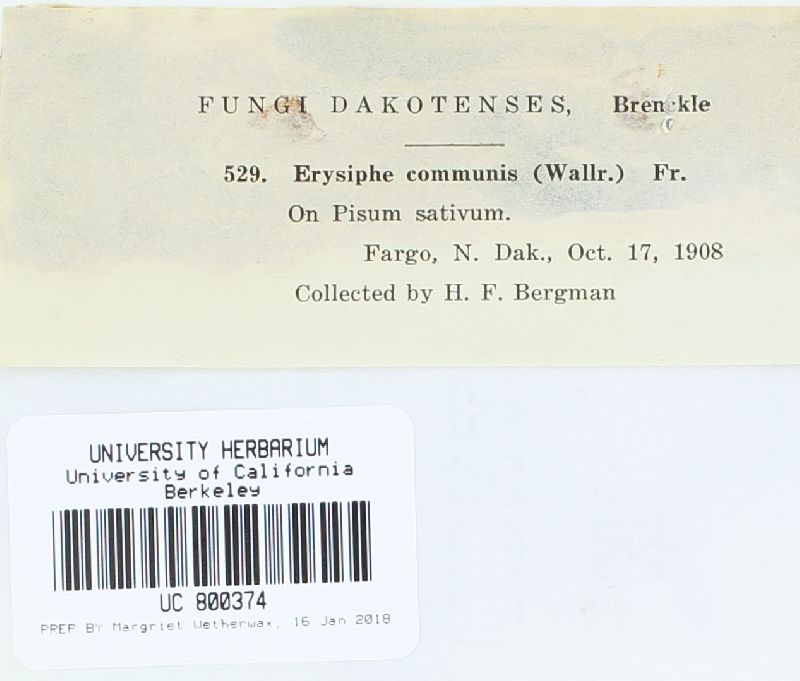 FUNGI DAKOTENSES, Brenckle
529. Erysiphe communis (Wallr.) Fr.
On Pisum sativum.
Fargo, N. Dak., Oct. 17, 1908
Collected by H. F. Bergman
UNIVERSITY HERBARIUM
University of California
Berkeley
UC 800374
PREF BY Margriet Wetherwax, 16 Jan 2018